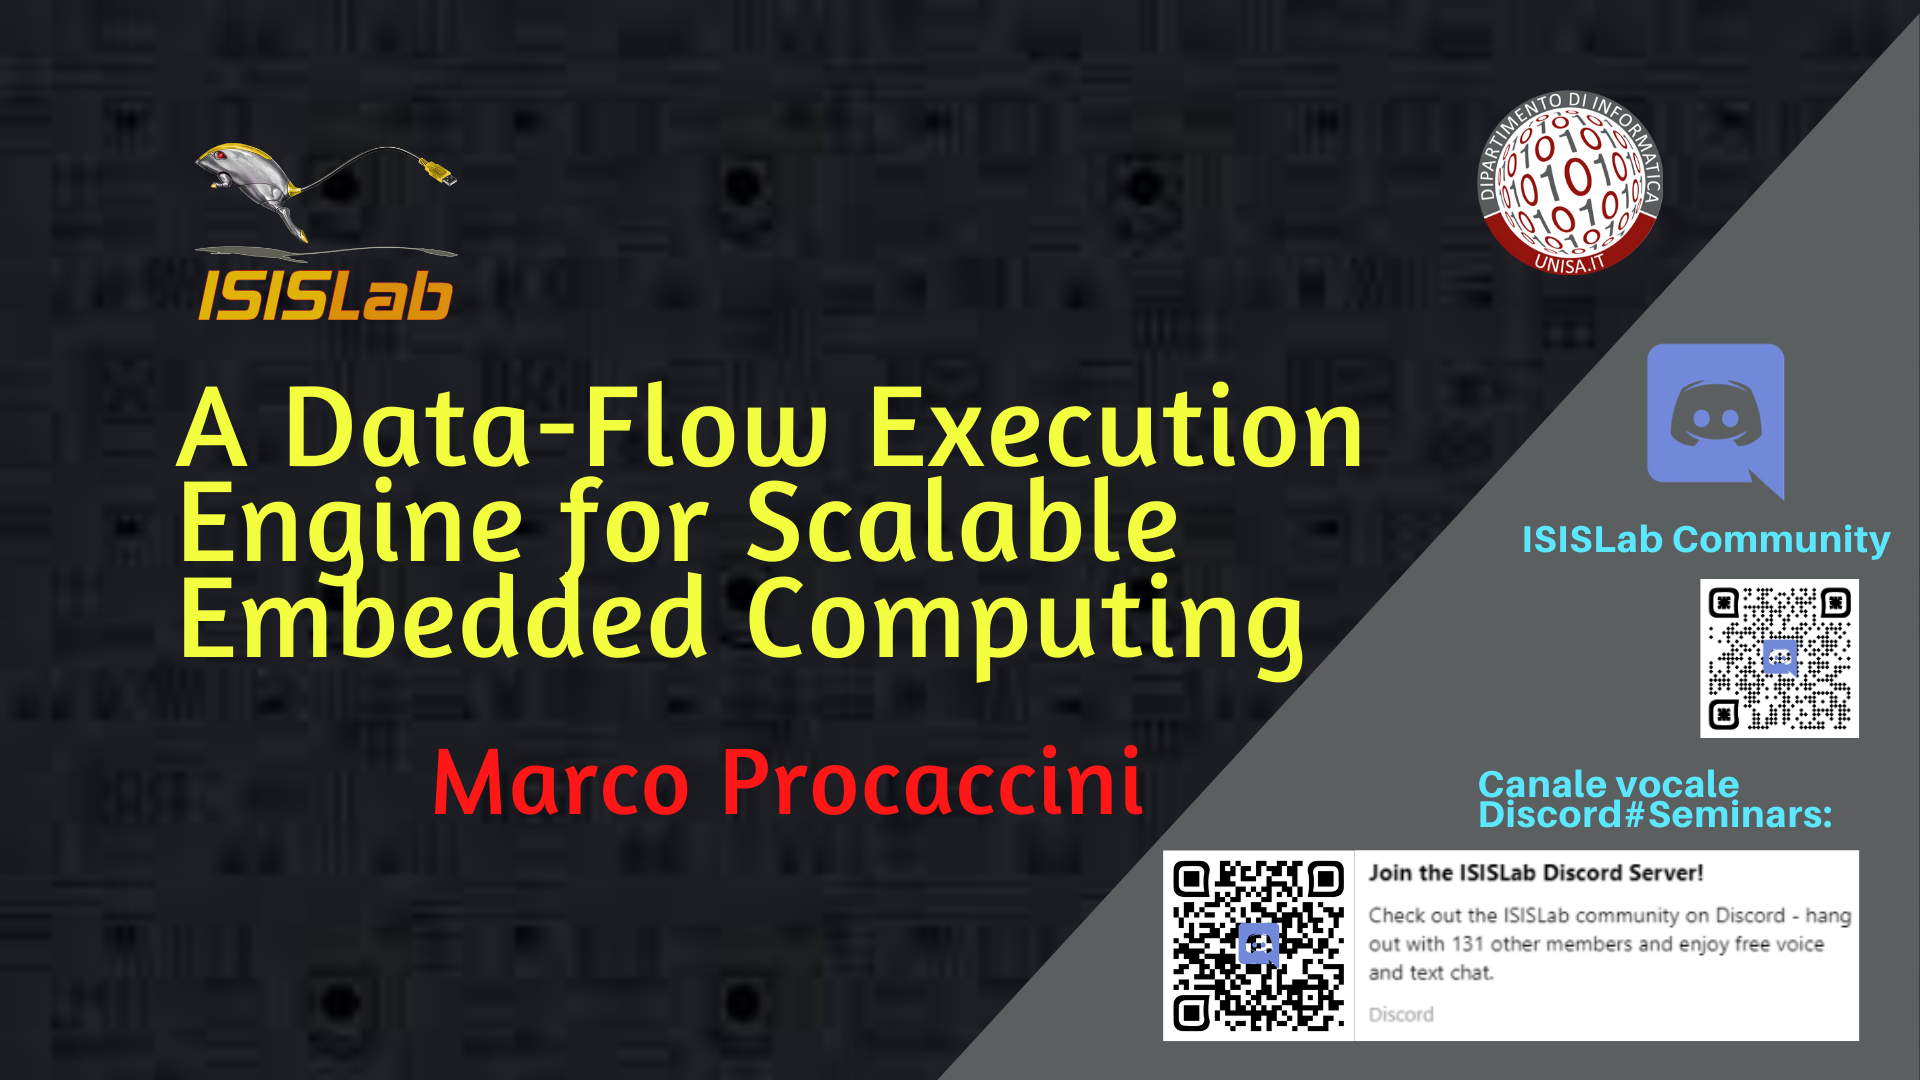 ISISLab
DIPARTIMENTO DI INFORMATICA
UNISA.IT
A Data-Flow Execution
Engine for Scalable
Embedded Computing
Marco Procaccini
ISISLab Community
Canale vocale
Discord#Seminars:
Join the ISISLab Discord Server!
Check out the ISISLab community on Discord - hang
out with 131 other members and enjoy free voice
and text chat.
Discord